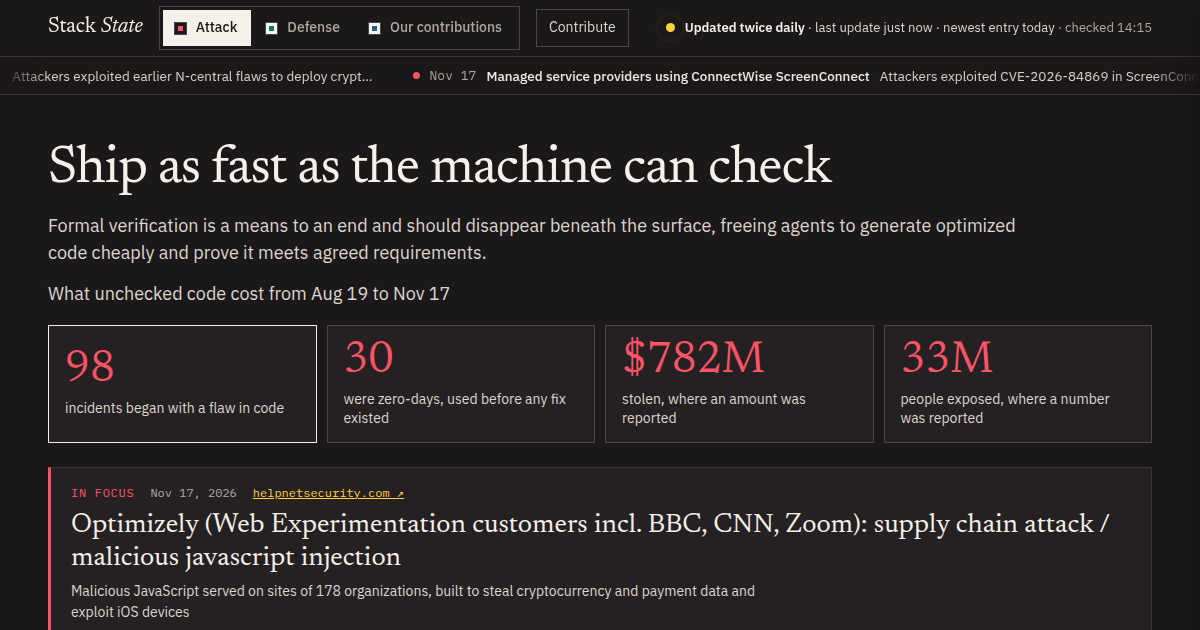 Stack State
Attack
Defense
Our contributions
Contribute
Updated twice daily · last update just now · newest entry today · checked 14:15
Attackers exploited earlier N-central flaws to deploy crypt...
Nov 17 Managed service providers using ConnectWise ScreenConnect Attackers exploited CVE-2026-84869 in ScreenConn
Ship as fast as the machine can check
Formal verification is a means to an end and should disappear beneath the surface, freeing agents to generate optimized
code cheaply and prove it meets agreed requirements.
What unchecked code cost from Aug 19 to Nov 17
98
incidents began with a flaw in code
30
were zero-days, used before any fix
existed
$782M
stolen, where an amount was
reported
33M
people exposed, where a number
was reported
IN FOCUS Nov 17, 2026 helpnetsecurity.com ↗
Optimizely (Web Experimentation customers incl. BBC, CNN, Zoom): supply chain attack /
malicious javascript injection
Malicious JavaScript served on sites of 178 organizations, built to steal cryptocurrency and payment data and
exploit iOS devices